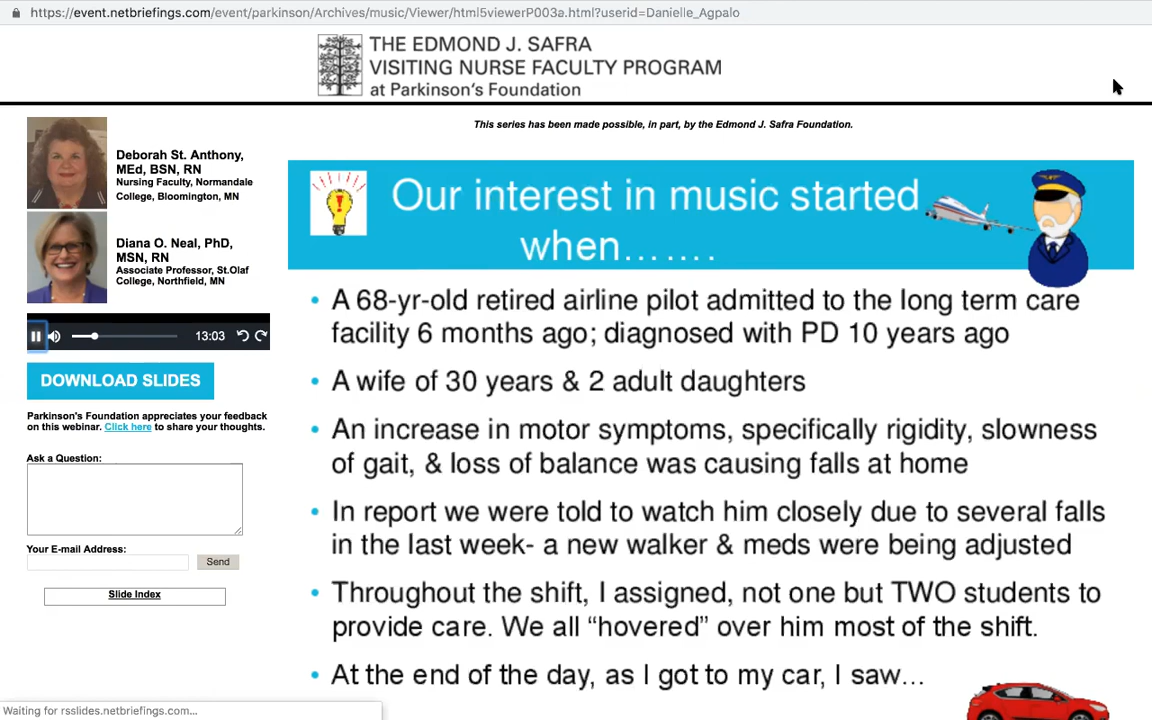 https://event.netbriefings.com/event/parkinson/Archives/music/Viewer/html5viewerP003a.html?userid=Danielle_Agpalo
THE EDMOND J. SAFRA
VISITING NURSE FACULTY PROGRAM
at Parkinson's Foundation
This series has been made possible, in part, by the Edmond J. Safra Foundation.
Deborah St. Anthony,
MEd, BSN, RN
Nursing Faculty, Normandale
College, Bloomington, MN
Diana O. Neal, PhD,
MSN, RN
Associate Professor, St.Olaf
College, Northfield, MN
13:03
DOWNLOAD SLIDES
Parkinson's Foundation appreciates your feedback
on this webinar. Click here to share your thoughts.
Ask a Question:
Your E-mail Address:
Send
Slide Index
Our interest in music started
when…….
• A 68-yr-old retired airline pilot admitted to the long term care
facility 6 months ago; diagnosed with PD 10 years ago
• A wife of 30 years & 2 adult daughters
• An increase in motor symptoms, specifically rigidity, slowness
of gait, & loss of balance was causing falls at home
• In report we were told to watch him closely due to several falls
in the last week- a new walker & meds were being adjusted
• Throughout the shift, I assigned, not one but TWO students to
provide care. We all “hovered” over him most of the shift.
• At the end of the day, as I got to my car, I saw...
Waiting for rsslides.netbriefings.com...